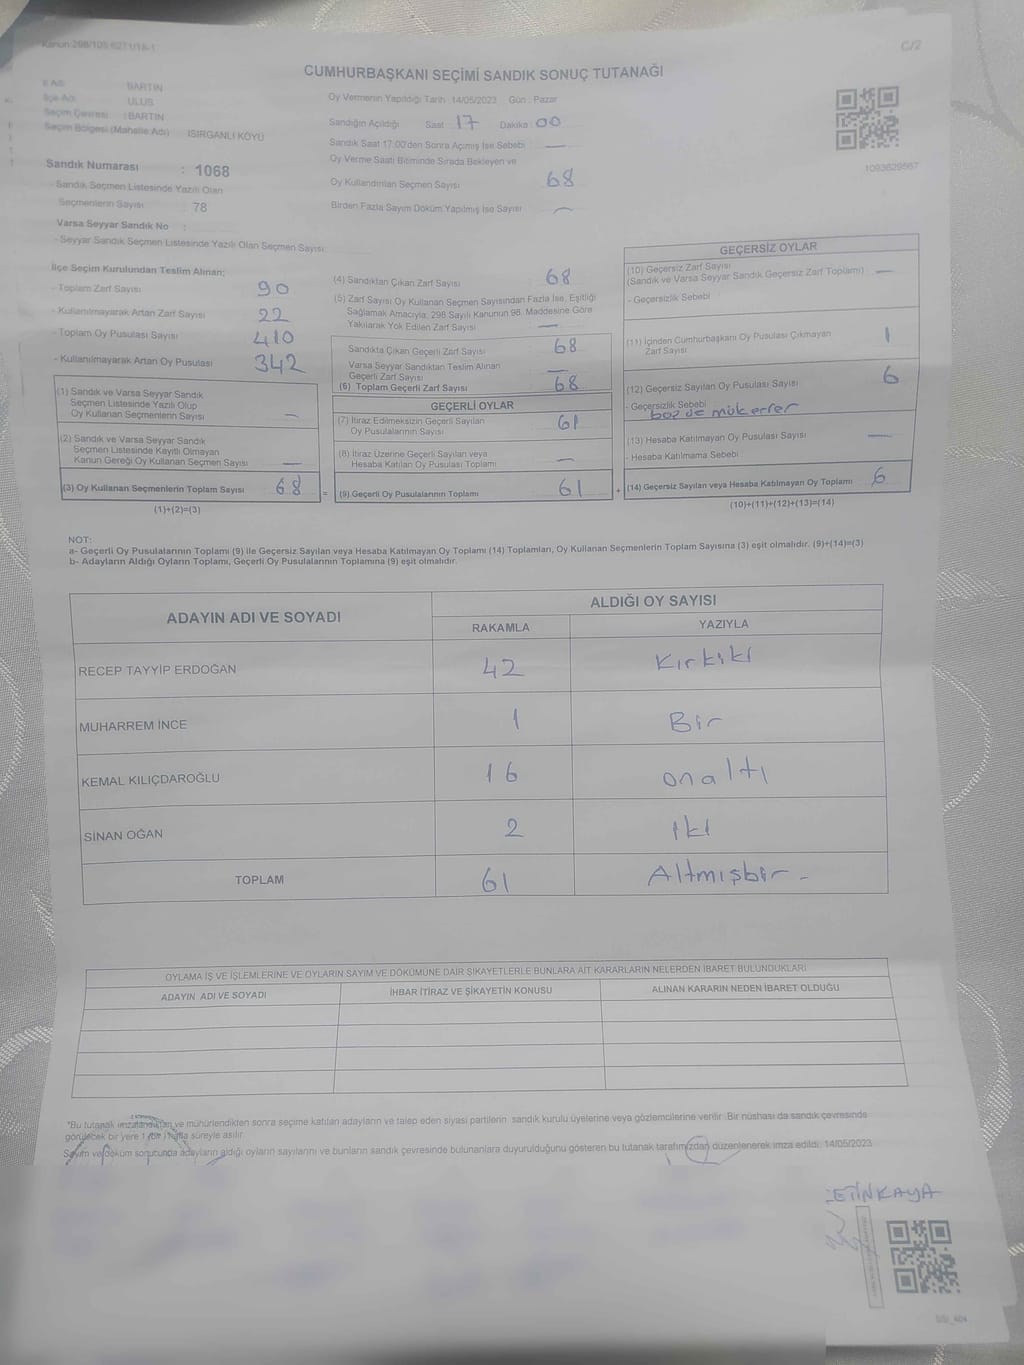 Kanun:298/105;6271/18-1
C/2
CUMHURBAŞKANI SEÇİMİ SANDIK SONUÇ TUTANAĞI
İl Adı : BARTIN
İlçe Adı : ULUS
Seçim Çevresi : BARTIN
Seçim Bölgesi (Mahalle Adı) : ISIRGANLI KÖYÜ
Sandık Numarası : 1068
- Sandık Seçmen Listesinde Yazılı Olan
Seçmenlerin Sayısı : 78
Varsa Seyyar Sandık No :
- Seyyar Sandık Seçmen Listesinde Yazılı Olan Seçmen Sayısı:
Oy Vermenin Yapıldığı Tarih : 14/05/2023 Gün : Pazar
Sandığın Açıldığı Saat : 17 Dakika : 00
Sandık Saat 17.00'den Sonra Açılmış İse Sebebi : —
Oy Verme Saati Bitiminde Sırada Bekleyen ve
Oy Kullandırılan Seçmen Sayısı : 68
Birden Fazla Sayım Döküm Yapılmış İse Sayısı : —
1093629567
İlçe Seçim Kurulundan Teslim Alınan;
- Toplam Zarf Sayısı : 90
- Kullanılmayarak Artan Zarf Sayısı : 22
- Toplam Oy Pusulası Sayısı : 410
- Kullanılmayarak Artan Oy Pusulası : 342
(1) Sandık ve Varsa Seyyar Sandık
Seçmen Listesinde Yazılı Olup
Oy Kullanan Seçmenlerin Sayısı : —
(2) Sandık ve Varsa Seyyar Sandık
Seçmen Listesinde Kayıtlı Olmayan
Kanun Gereği Oy Kullanan Seçmen Sayısı : —
(3) Oy Kullanan Seçmenlerin Toplam Sayısı : 68
(1)+(2)=(3)
(4) Sandıktan Çıkan Zarf Sayısı : 68
(5) Zarf Sayısı Oy Kullanan Seçmen Sayısından Fazla İse, Eşitliği
Sağlamak Amacıyla, 298 Sayılı Kanunun 98. Maddesine Göre
Yakılarak Yok Edilen Zarf Sayısı : —
Sandıkta Çıkan Geçerli Zarf Sayısı : 68
Varsa Seyyar Sandıktan Teslim Alınan
Geçerli Zarf Sayısı : —
(6) Toplam Geçerli Zarf Sayısı : 68
GEÇERLİ OYLAR
(7) İtiraz Edilmeksizin Geçerli Sayılan
Oy Pusulalarının Sayısı : 61
(8) İtiraz Üzerine Geçerli Sayılan veya
Hesaba Katılan Oy Pusulası Toplamı : —
= (9) Geçerli Oy Pusulalarının Toplamı : 61
GEÇERSİZ OYLAR
(10) Geçersiz Zarf Sayısı
(Sandık ve Varsa Seyyar Sandık Geçersiz Zarf Toplamı) : —
- Geçersizlik Sebebi
(11) İçinden Cumhurbaşkanı Oy Pusulası Çıkmayan
Zarf Sayısı : 1
(12) Geçersiz Sayılan Oy Pusulası Sayısı : 6
- Geçersizlik Sebebi
mükerrer
(13) Hesaba Katılmayan Oy Pusulası Sayısı : —
- Hesaba Katılmama Sebebi
+ (14) Geçersiz Sayılan veya Hesaba Katılmayan Oy Toplamı : 6
(10)+(11)+(12)+(13)=(14)
NOT:
a- Geçerli Oy Pusulalarının Toplamı (9) ile Geçersiz Sayılan veya Hesaba Katılmayan Oy Toplamı (14) Toplamları, Oy Kullanan Seçmenlerin Toplam Sayısına (3) eşit olmalıdır. (9)+(14)=(3)
b- Adayların Aldığı Oyların Toplamı, Geçerli Oy Pusulalarının Toplamına (9) eşit olmalıdır.
ADAYIN ADI VE SOYADI
ALDIĞI OY SAYISI
RAKAMLA YAZIYLA
RECEP TAYYİP ERDOĞAN 42 Kırkiki
MUHARREM İNCE 1 Bir
KEMAL KILIÇDAROĞLU 16 onaltı
SİNAN OĞAN 2 iki
TOPLAM 61 Altmışbir -
OYLAMA İŞ VE İŞLEMLERİNE VE OYLARIN SAYIM VE DÖKÜMÜNE DAİR ŞİKAYETLERLE BUNLARA AİT KARARLARIN NELERDEN İBARET BULUNDUKLARI
ADAYIN ADI VE SOYADI İHBAR İTİRAZ VE ŞİKAYETİN KONUSU ALINAN KARARIN NEDEN İBARET OLDUĞU
*Bu tutanak imzalandıktan ve mühürlendikten sonra seçime katılan adayların ve talep eden siyasi partilerin sandık kurulu üyelerine veya gözlemcilerine verilir. Bir nüshası da sandık çevresinde
görülecek bir yere 1 (bir) hafta süreyle asılır.
Sayım ve döküm sonucunda adayların aldığı oyların sayılarını ve bunların sandık çevresinde bulunanlara duyurulduğunu gösteren bu tutanak tarafımızdan düzenlenerek imza edildi. 14/05/2023
ETİNKAYA